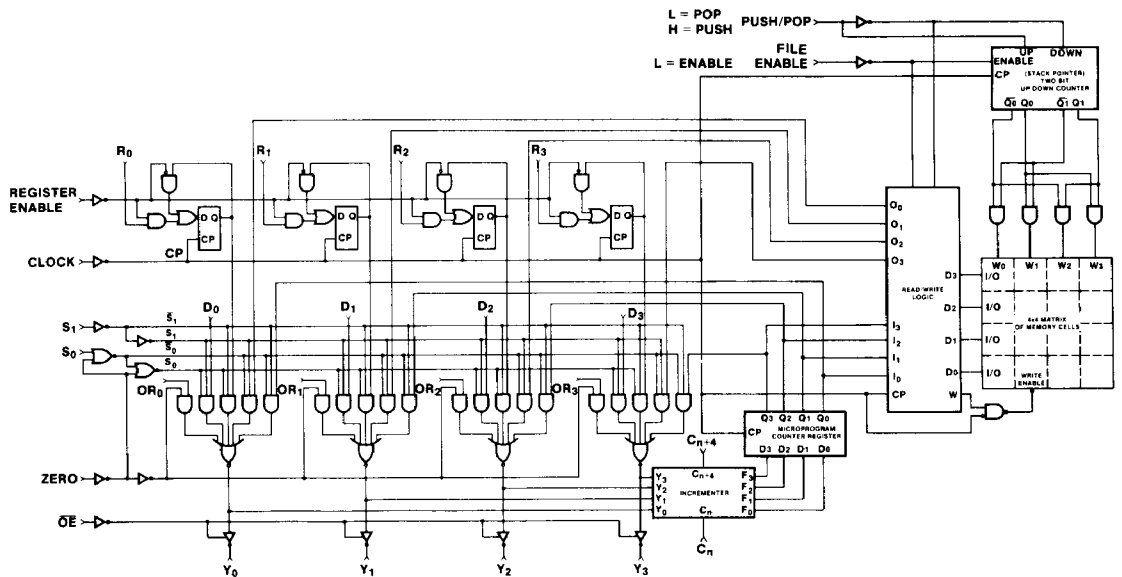 L = POP
H = PUSH
PUSH/POP
L = ENABLE
FILE
ENABLE
UP DOWN
ENABLE
CP
(STACK POINTER)
TWO BIT
UP DOWN COUNTER
Q̅0 Q0 Q̅1 Q1
R0 R1 R2 R3
REGISTER
ENABLE
D Q
CP
D Q
CP
D Q
CP
D Q
CP
CP
CLOCK
O0
O1
O2
O3
READ/WRITE
LOGIC
I3
I2
I1
I0
CP
D3
D2
D1
D0
W
W0 W1 W2 W3
I/O
I/O
I/O
I/O
4x4 MATRIX
OF MEMORY CELLS
WRITE
ENABLE
D0 D1 D2 D3
S1
S̅1
S1
S0
S̅0
S0
OR0 OR1 OR2 OR3
Q3 Q2 Q1 Q0
CP
MICROPROGRAM
COUNTER REGISTER
D3 D2 D1 D0
Cn+4
ZERO
Y3
Y2
Y1
Y0
Cn+4
INCREMENTER
Cn
F3
F2
F1
F0
O̅E̅
Cn
Y0 Y1 Y2 Y3